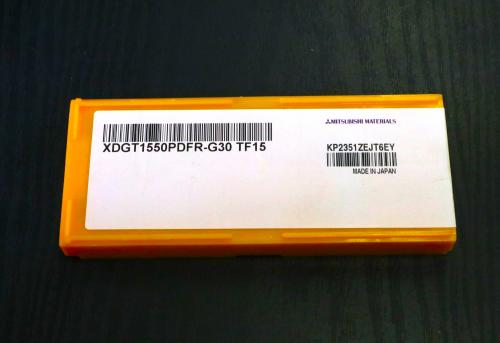 XDGT1550PDFR-G30 TF15
MITSUBISHI MATERIALS
KP2351ZEJT6EY
MADE IN JAPAN